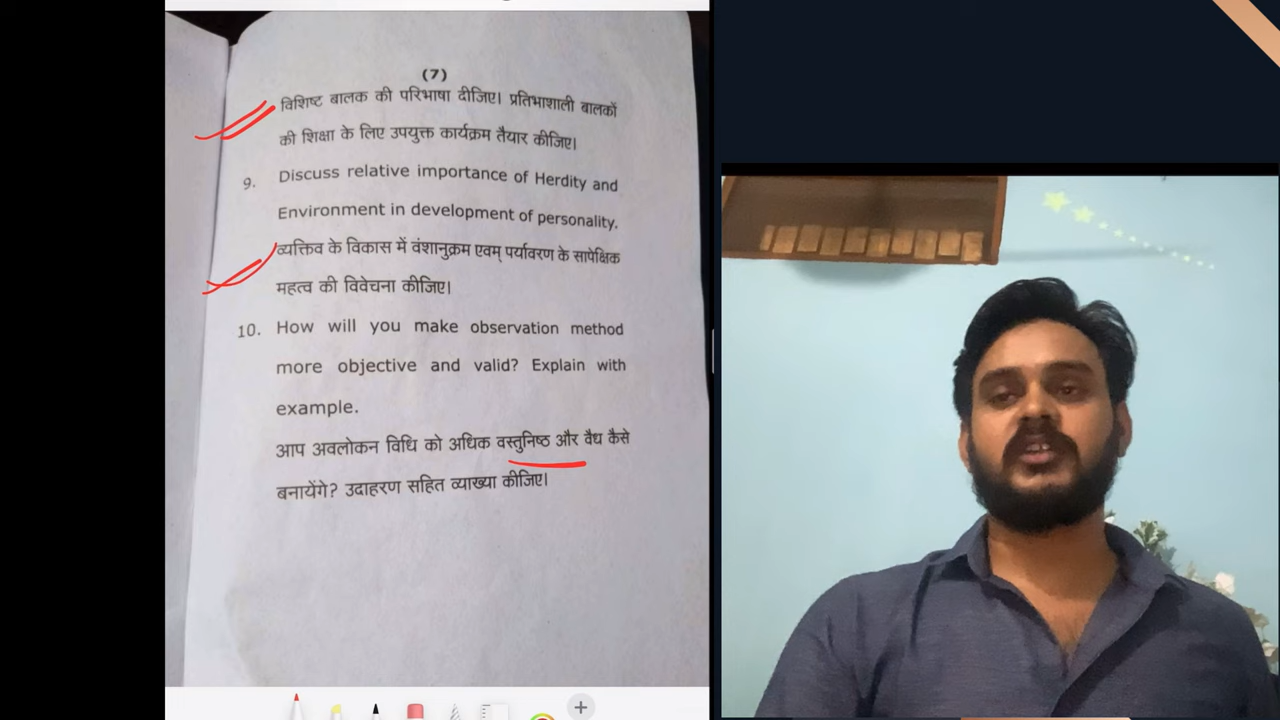 (7)
विशिष्ट बालक की परिभाषा दीजिए। प्रतिभाशाली बालकों
की शिक्षा के लिए उपयुक्त कार्यक्रम तैयार कीजिए।
9. Discuss relative importance of Herdity and
Environment in development of personality.
व्यक्तिव के विकास में वंशानुक्रम एवम् पर्यावरण के सापेक्षिक
महत्व की विवेचना कीजिए।
10. How will you make observation method
more objective and valid? Explain with
example.
आप अवलोकन विधि को अधिक वस्तुनिष्ठ और वैध कैसे
बनायेंगे? उदाहरण सहित व्याख्या कीजिए।